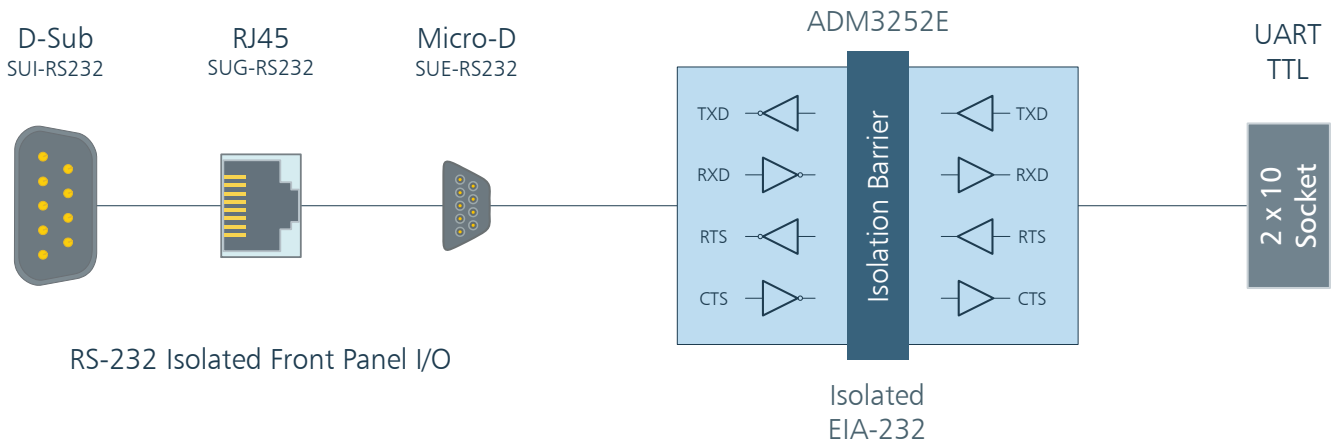 D-Sub
SUI-RS232
RJ45
SUG-RS232
Micro-D
SUE-RS232
ADM3252E
UART
TTL
TXD
RXD
RTS
CTS
Isolation Barrier
TXD
RXD
RTS
CTS
2 x 10
Socket
RS-232 Isolated Front Panel I/O
Isolated
EIA-232